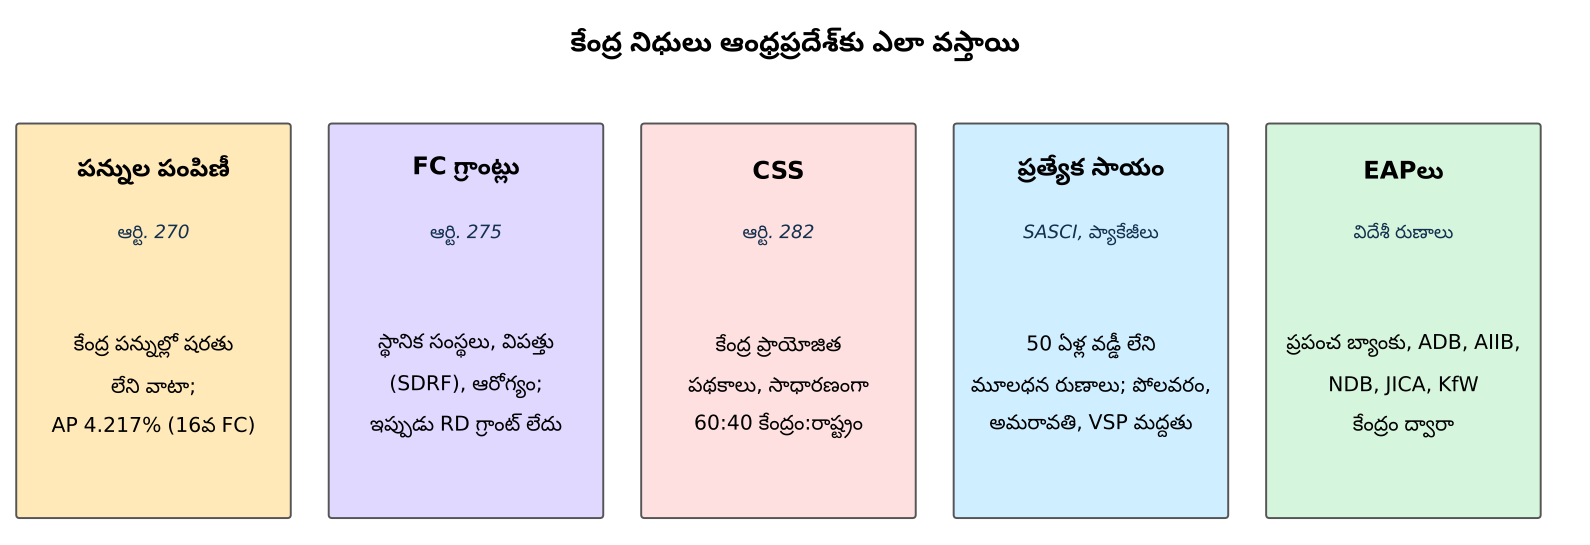 కేంద్ర నిధులు ఆంధ్రప్రదేశ్‌కు ఎలా వస్తాయి
పన్నుల పంపిణీ
ఆర్టి. 270
కేంద్ర పన్నుల్లో షరతు
లేని వాటా;
AP 4.217% (16వ FC)
FC గ్రాంట్లు
ఆర్టి. 275
స్థానిక సంస్థలు, విపత్తు
(SDRF), ఆరోగ్యం;
ఇప్పుడు RD గ్రాంట్ లేదు
CSS
ఆర్టి. 282
కేంద్ర ప్రాయోజిత
పథకాలు, సాధారణంగా
60:40 కేంద్రం:రాష్ట్రం
ప్రత్యేక సాయం
SASCI, ప్యాకేజీలు
50 ఏళ్ల వడ్డీ లేని
మూలధన రుణాలు; పోలవరం,
అమరావతి, VSP మద్దతు
EAPలు
విదేశీ రుణాలు
ప్రపంచ బ్యాంకు, ADB, AIIB,
NDB, JICA, KfW
కేంద్రం ద్వారా